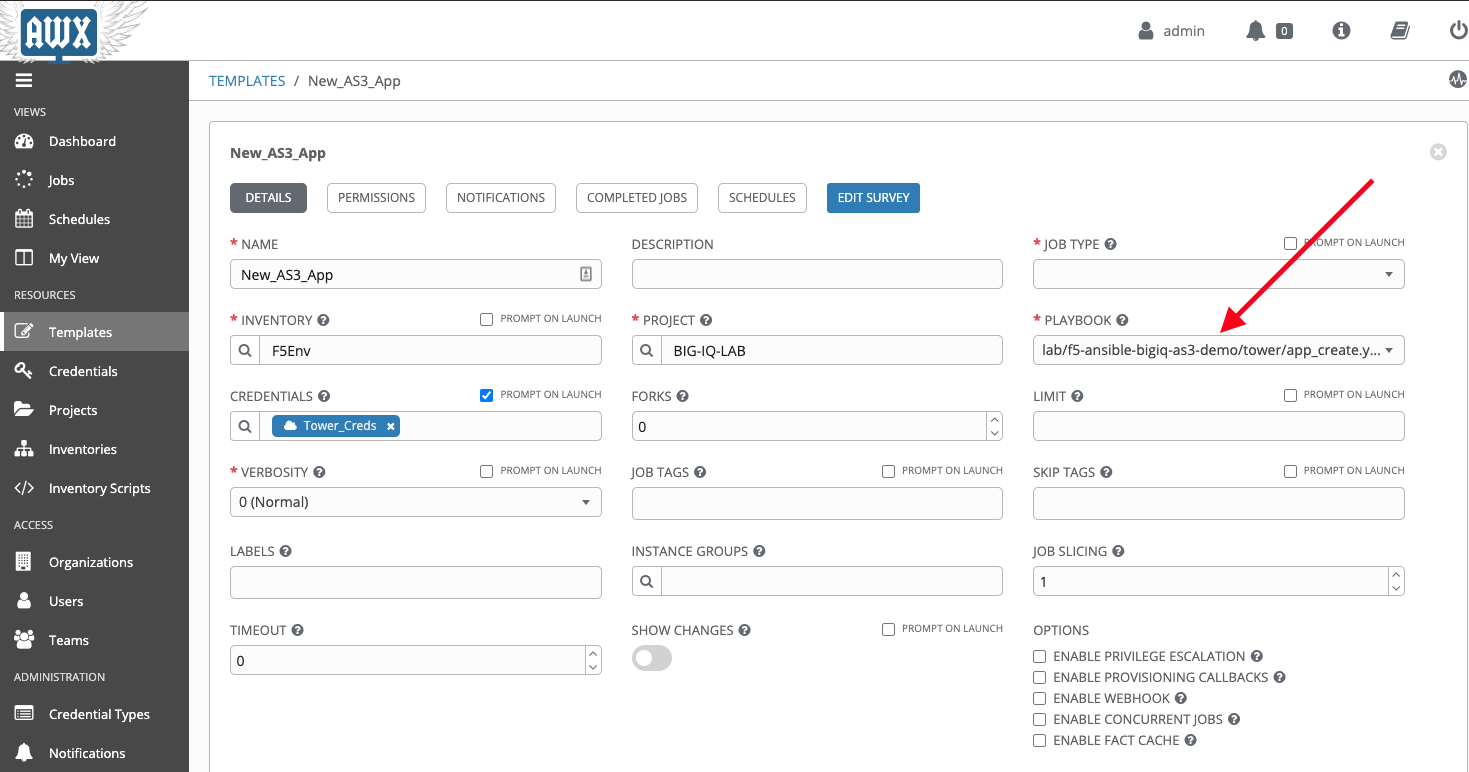 AWX
admin
0
TEMPLATES / New_AS3_App
VIEWS
Dashboard
Jobs
Schedules
My View
RESOURCES
Templates
Credentials
Projects
Inventories
Inventory Scripts
ACCESS
Organizations
Users
Teams
ADMINISTRATION
Credential Types
Notifications
New_AS3_App
DETAILS PERMISSIONS NOTIFICATIONS COMPLETED JOBS SCHEDULES EDIT SURVEY
* NAME
New_AS3_App
DESCRIPTION
* JOB TYPE PROMPT ON LAUNCH
* INVENTORY PROMPT ON LAUNCH
F5Env
* PROJECT
BIG-IQ-LAB
* PLAYBOOK
lab/f5-ansible-bigiq-as3-demo/tower/app_create.y...
CREDENTIALS PROMPT ON LAUNCH
Tower_Creds ×
FORKS
0
LIMIT PROMPT ON LAUNCH
* VERBOSITY PROMPT ON LAUNCH
0 (Normal)
JOB TAGS PROMPT ON LAUNCH
SKIP TAGS PROMPT ON LAUNCH
LABELS
INSTANCE GROUPS
JOB SLICING
1
TIMEOUT
0
SHOW CHANGES PROMPT ON LAUNCH
OPTIONS
ENABLE PRIVILEGE ESCALATION
ENABLE PROVISIONING CALLBACKS
ENABLE WEBHOOK
ENABLE CONCURRENT JOBS
ENABLE FACT CACHE